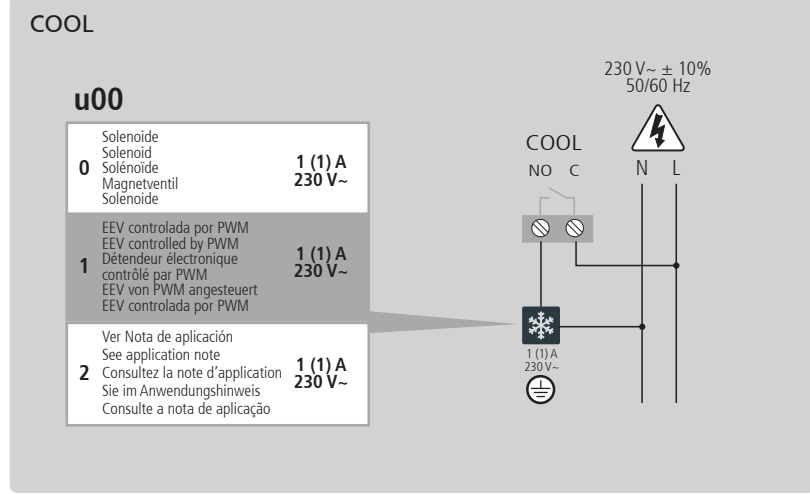 COOL
u00
0
Solenoide
Solenoid
Solénoïde
Magnetventil
Solenoide
1 (1) A
230 V~
1
EEV controlada por PWM
EEV controlled by PWM
Détendeur électronique
contrôlé par PWM
EEV von PWM angesteuert
EEV controlada por PWM
1 (1) A
230 V~
2
Ver Nota de aplicación
See application note
Consultez la note d’application
Sie im Anwendungshinweis
Consulte a nota de aplicação
1 (1) A
230 V~
230 V~ ± 10%
50/60 Hz
COOL
NO C
N L
1 (1) A
230 V~